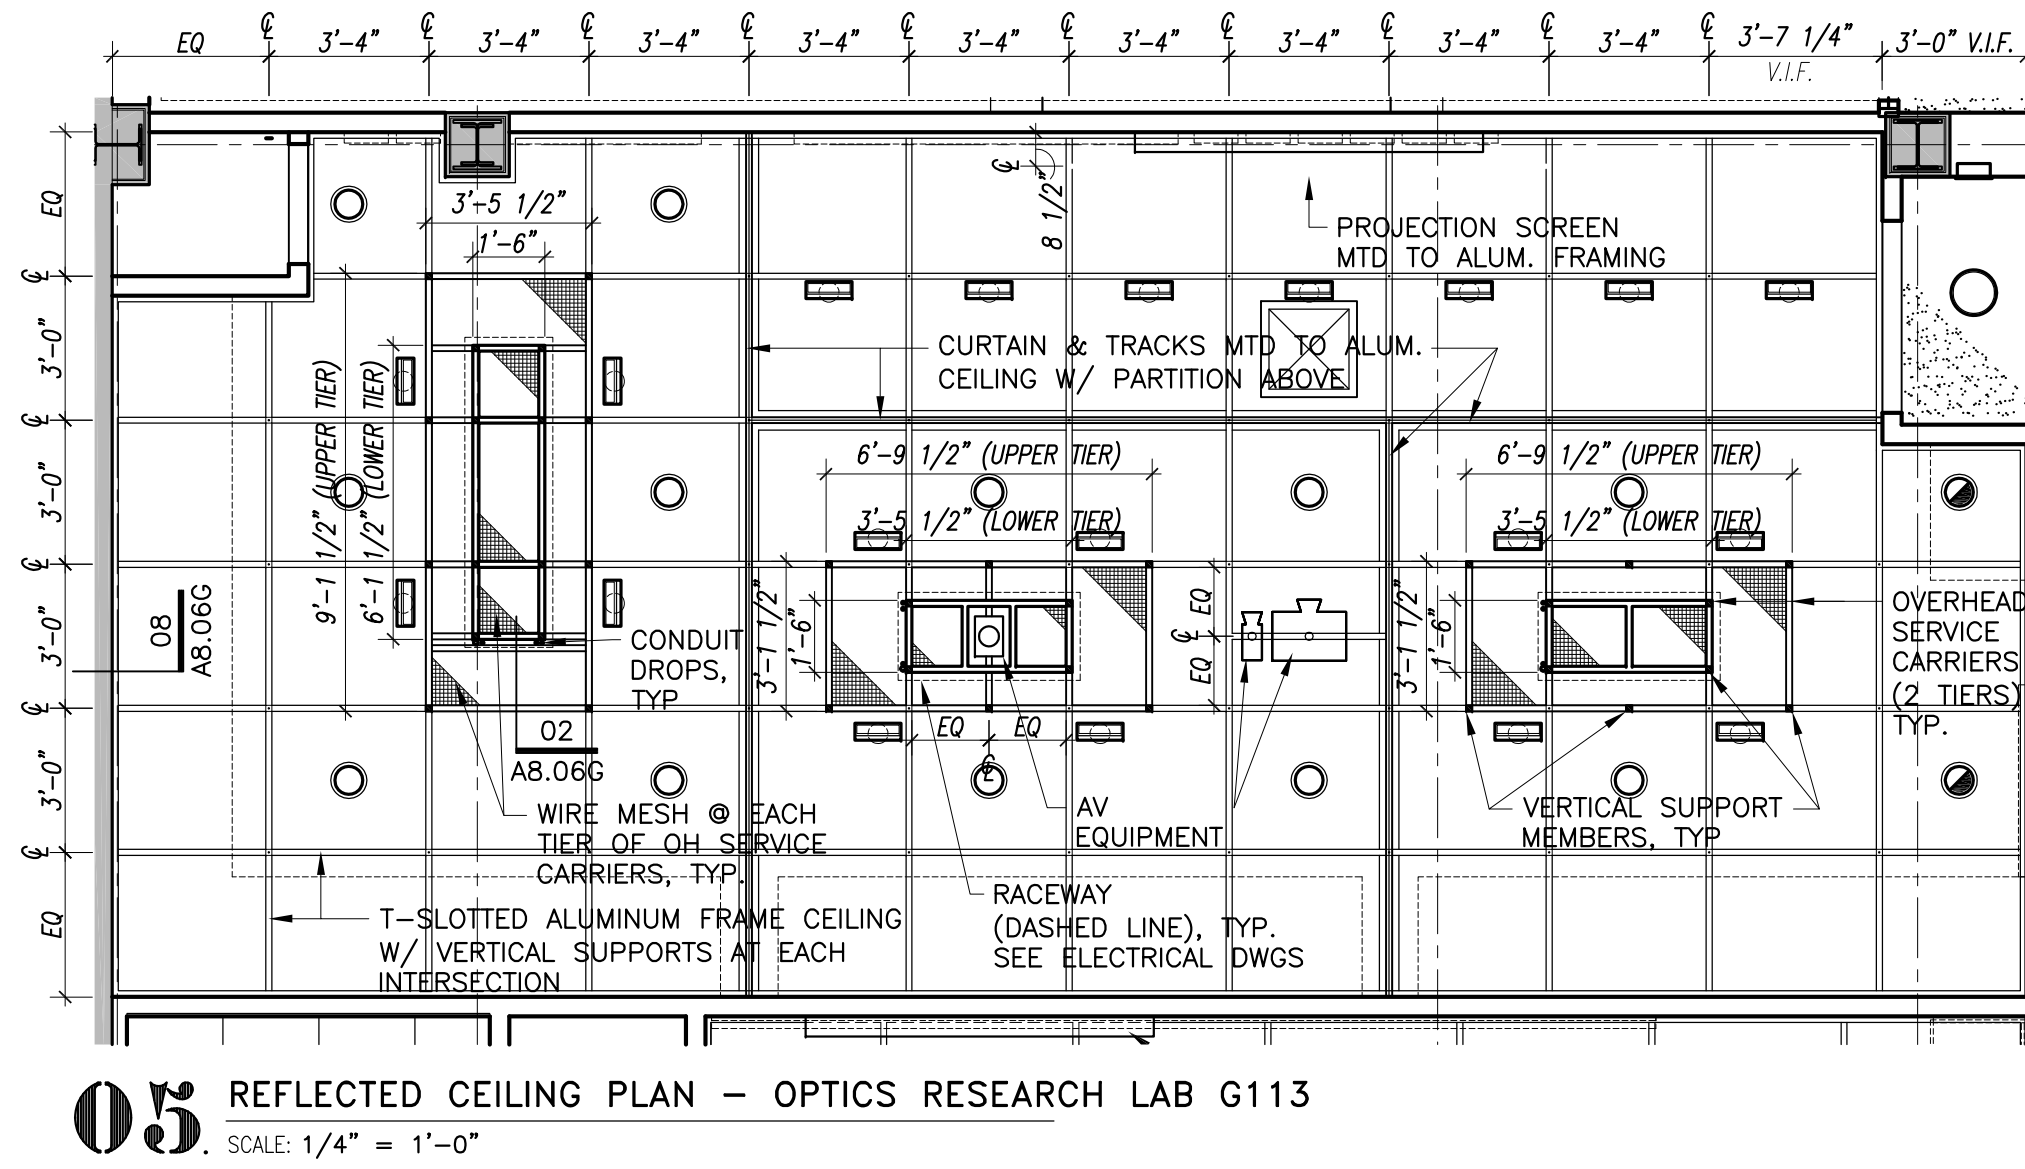 EQ 3'-4" 3'-4" 3'-4" 3'-4" 3'-4" 3'-4" 3'-4" 3'-4" 3'-4" 3'-7 1/4" 3'-0" V.I.F.
V.I.F.
℄ ℄ ℄ ℄ ℄ ℄ ℄ ℄ ℄ ℄
EQ
℄
3'-0"
℄
3'-0"
℄
3'-0"
℄
3'-0"
℄
EQ
3'-5 1/2"
1'-6"
℄
8 1/2"
PROJECTION SCREEN
MTD TO ALUM. FRAMING
CURTAIN & TRACKS MTD TO ALUM.
CEILING W/ PARTITION ABOVE
9'-1 1/2" (UPPER TIER)
6'-1 1/2" (LOWER TIER)
6'-9 1/2" (UPPER TIER)
3'-5 1/2" (LOWER TIER)
3'-1 1/2"
1'-6"
EQ
℄
EQ
6'-9 1/2" (UPPER TIER)
3'-5 1/2" (LOWER TIER)
3'-1 1/2"
1'-6"
08
A8.06G
CONDUIT
DROPS,
TYP
OVERHEAD
SERVICE
CARRIERS
(2 TIERS)
TYP.
02
A8.06G
EQ EQ
℄
WIRE MESH @ EACH
TIER OF OH SERVICE
CARRIERS, TYP.
AV
EQUIPMENT
VERTICAL SUPPORT
MEMBERS, TYP
RACEWAY
(DASHED LINE), TYP.
SEE ELECTRICAL DWGS
T-SLOTTED ALUMINUM FRAME CEILING
W/ VERTICAL SUPPORTS AT EACH
INTERSECTION
05.
REFLECTED CEILING PLAN - OPTICS RESEARCH LAB G113
SCALE: 1/4" = 1'-0"